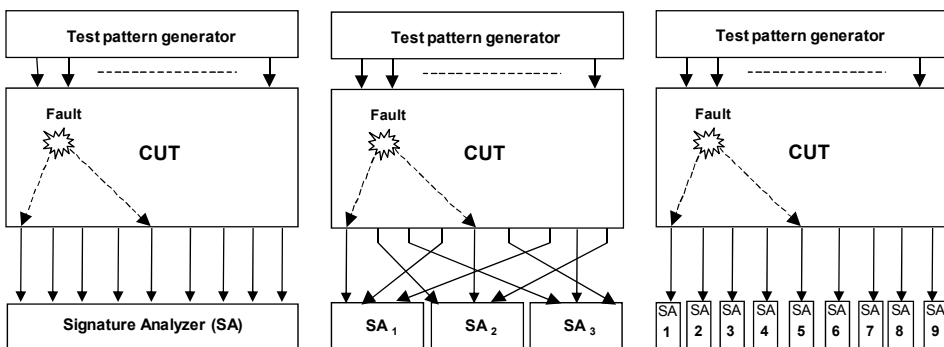 Test pattern generator
Fault
CUT
Signature Analyzer (SA)
Test pattern generator
Fault
CUT
SA 1
SA 2
SA 3
Test pattern generator
Fault
CUT
SA 1
SA 2
SA 3
SA 4
SA 5
SA 6
SA 7
SA 8
SA 9